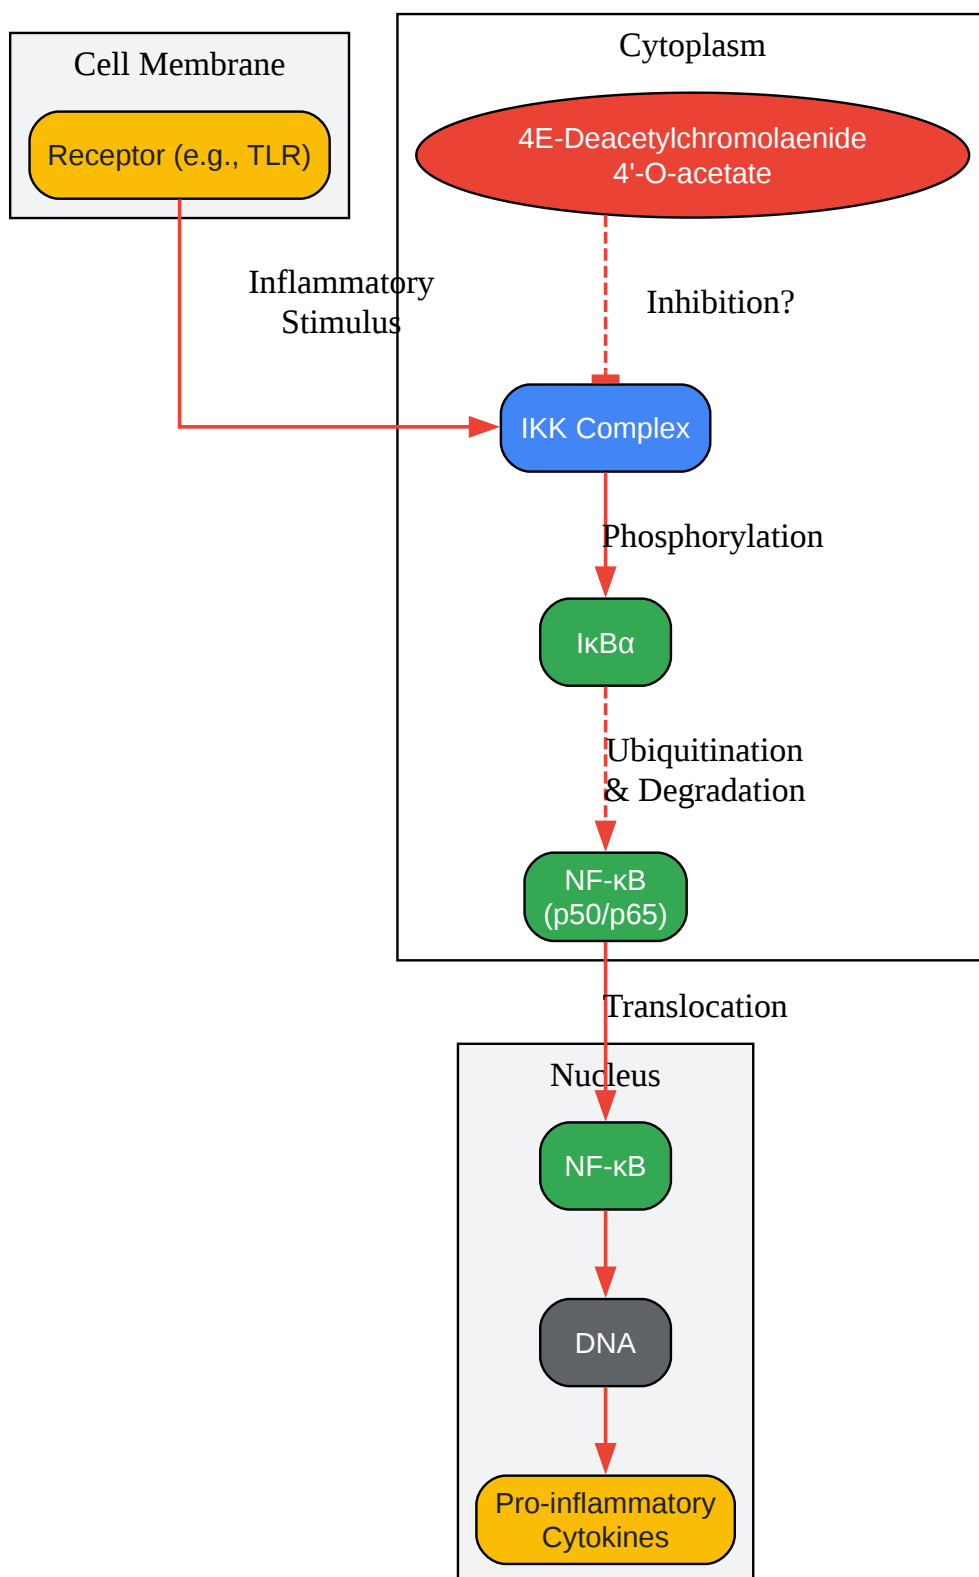 Cell Membrane
Receptor (e.g., TLR)
Cytoplasm
4E-Deacetylchromolaenide
4'-O-acetate
Inflammatory
Stimulus
Inhibition?
IKK Complex
Phosphorylation
IκBα
Ubiquitination
& Degradation
NF-κB
(p50/p65)
Translocation
Nucleus
NF-κB
DNA
Pro-inflammatory
Cytokines